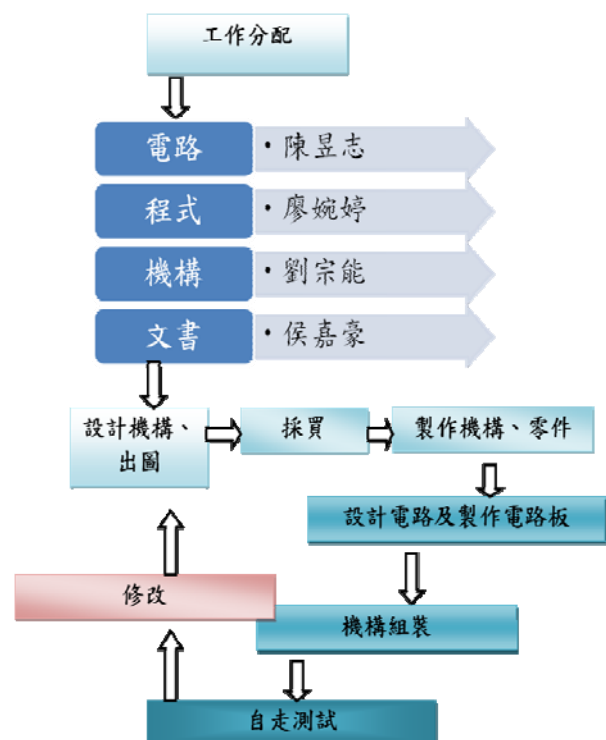 工作分配
電路
・陳昱志
程式
・廖婉婷
機構
・劉宗能
文書
・侯嘉豪
設計機構、
出圖
採買
製作機構、零件
設計電路及製作電路板
修改
機構組裝
自走測試